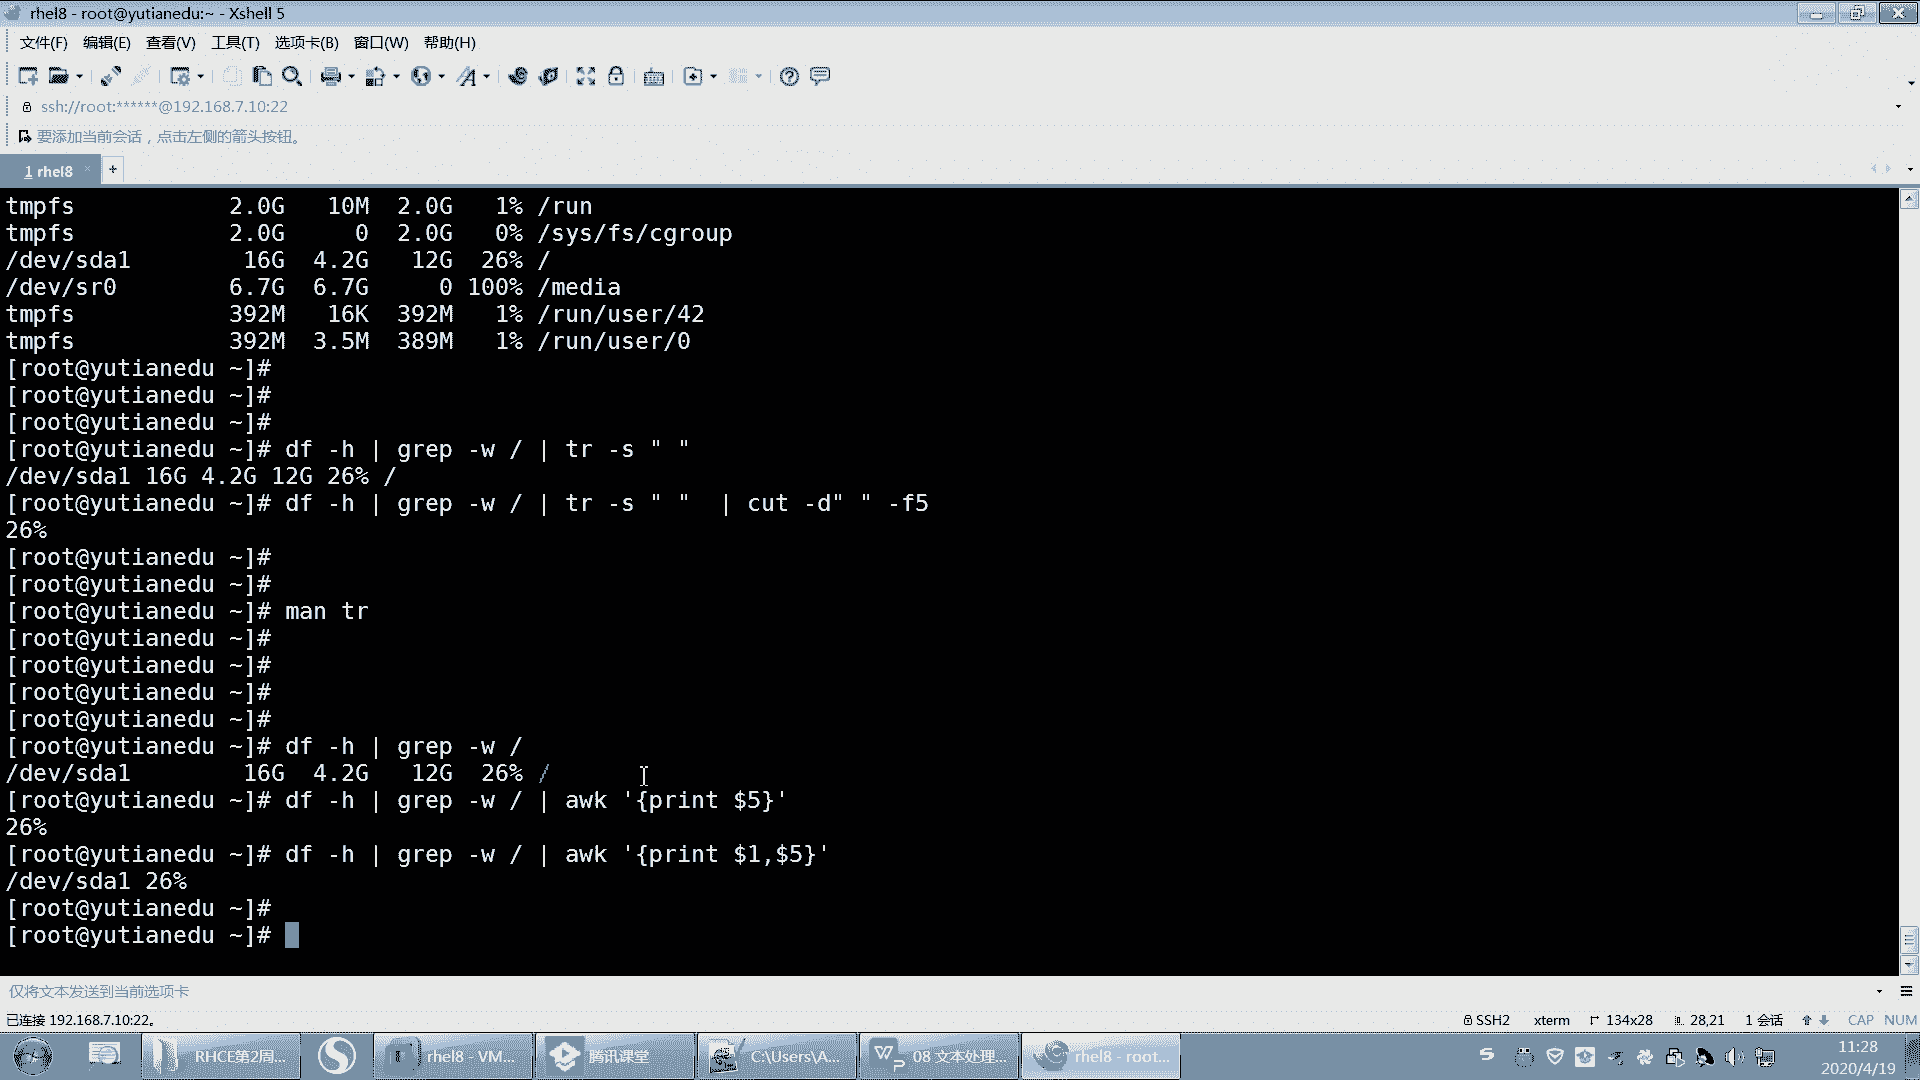 rhel8 - root@yutianedu:~ - Xshell 5
文件(F) 编辑(E) 查看(V) 工具(T) 选项卡(B) 窗口(W) 帮助(H)
ssh://root:******@192.168.7.10:22
要添加当前会话，点击左侧的箭头按钮。
1 rhel8
tmpfs 2.0G 10M 2.0G 1% /run
tmpfs 2.0G 0 2.0G 0% /sys/fs/cgroup
/dev/sda1 16G 4.2G 12G 26% /
/dev/sr0 6.7G 6.7G 0 100% /media
tmpfs 392M 16K 392M 1% /run/user/42
tmpfs 392M 3.5M 389M 1% /run/user/0
[root@yutianedu ~]#
[root@yutianedu ~]#
[root@yutianedu ~]#
[root@yutianedu ~]# df -h | grep -w / | tr -s " "
/dev/sda1 16G 4.2G 12G 26% /
[root@yutianedu ~]# df -h | grep -w / | tr -s " "  | cut -d" " -f5
26%
[root@yutianedu ~]#
[root@yutianedu ~]#
[root@yutianedu ~]# man tr
[root@yutianedu ~]#
[root@yutianedu ~]#
[root@yutianedu ~]#
[root@yutianedu ~]#
[root@yutianedu ~]# df -h | grep -w /
/dev/sda1 16G 4.2G 12G 26% /
[root@yutianedu ~]# df -h | grep -w / | awk '{print $5}'
26%
[root@yutianedu ~]# df -h | grep -w / | awk '{print $1,$5}'
/dev/sda1 26%
[root@yutianedu ~]#
[root@yutianedu ~]#
仅将文本发送到当前选项卡
已连接 192.168.7.10:22。 SSH2 xterm 134x28 28,21 1 会话 CAP NUM
RHCE第2周... rhel8 - VM... 腾讯课堂 C:\Users\A... 08 文本处理... rhel8 - root... 11:28
2020/4/19